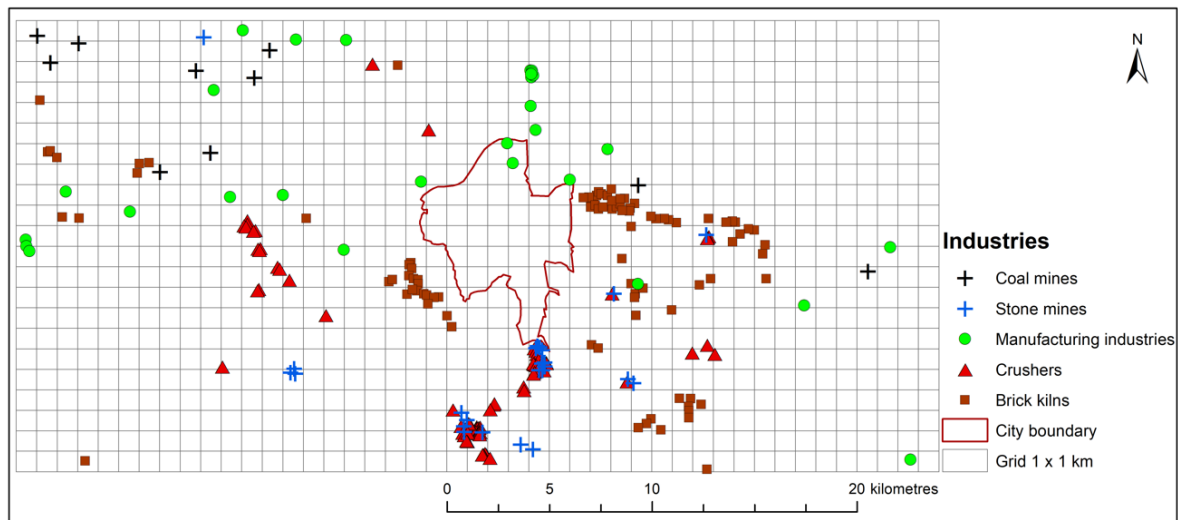 N
Industries
Coal mines
Stone mines
Manufacturing industries
Crushers
Brick kilns
City boundary
Grid 1 x 1 km
0 5 10 20 kilometres